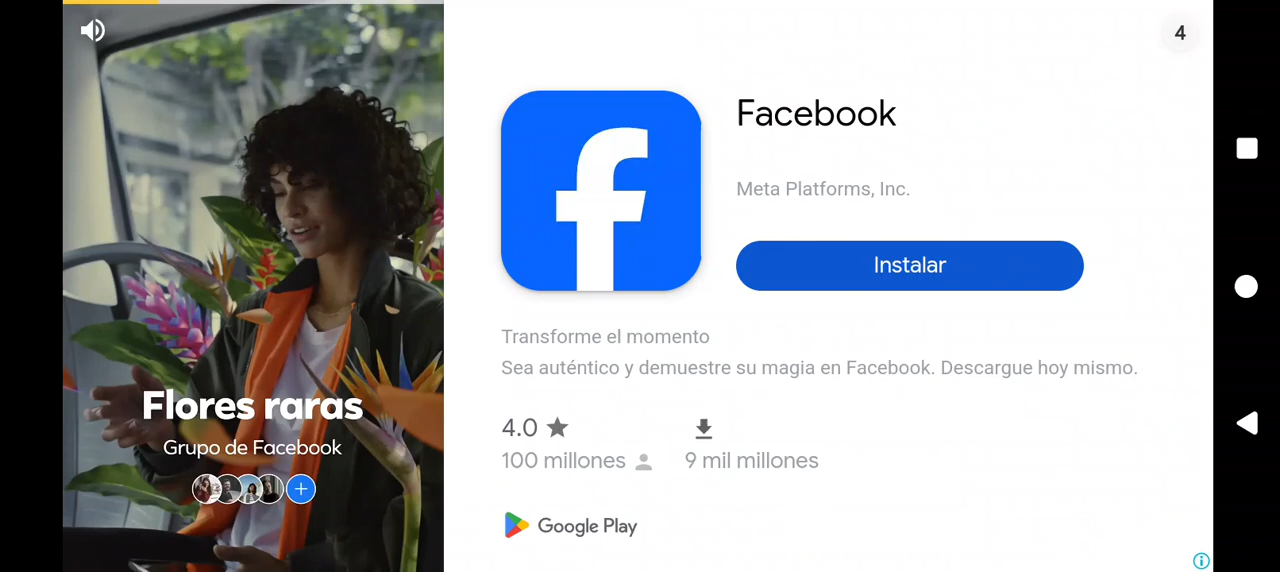 4
Facebook
Meta Platforms, Inc.
Instalar
Transforme el momento
Sea auténtico y demuestre su magia en Facebook. Descargue hoy mismo.
4.0
100 millones
9 mil millones
Google Play
Flores raras
Grupo de Facebook